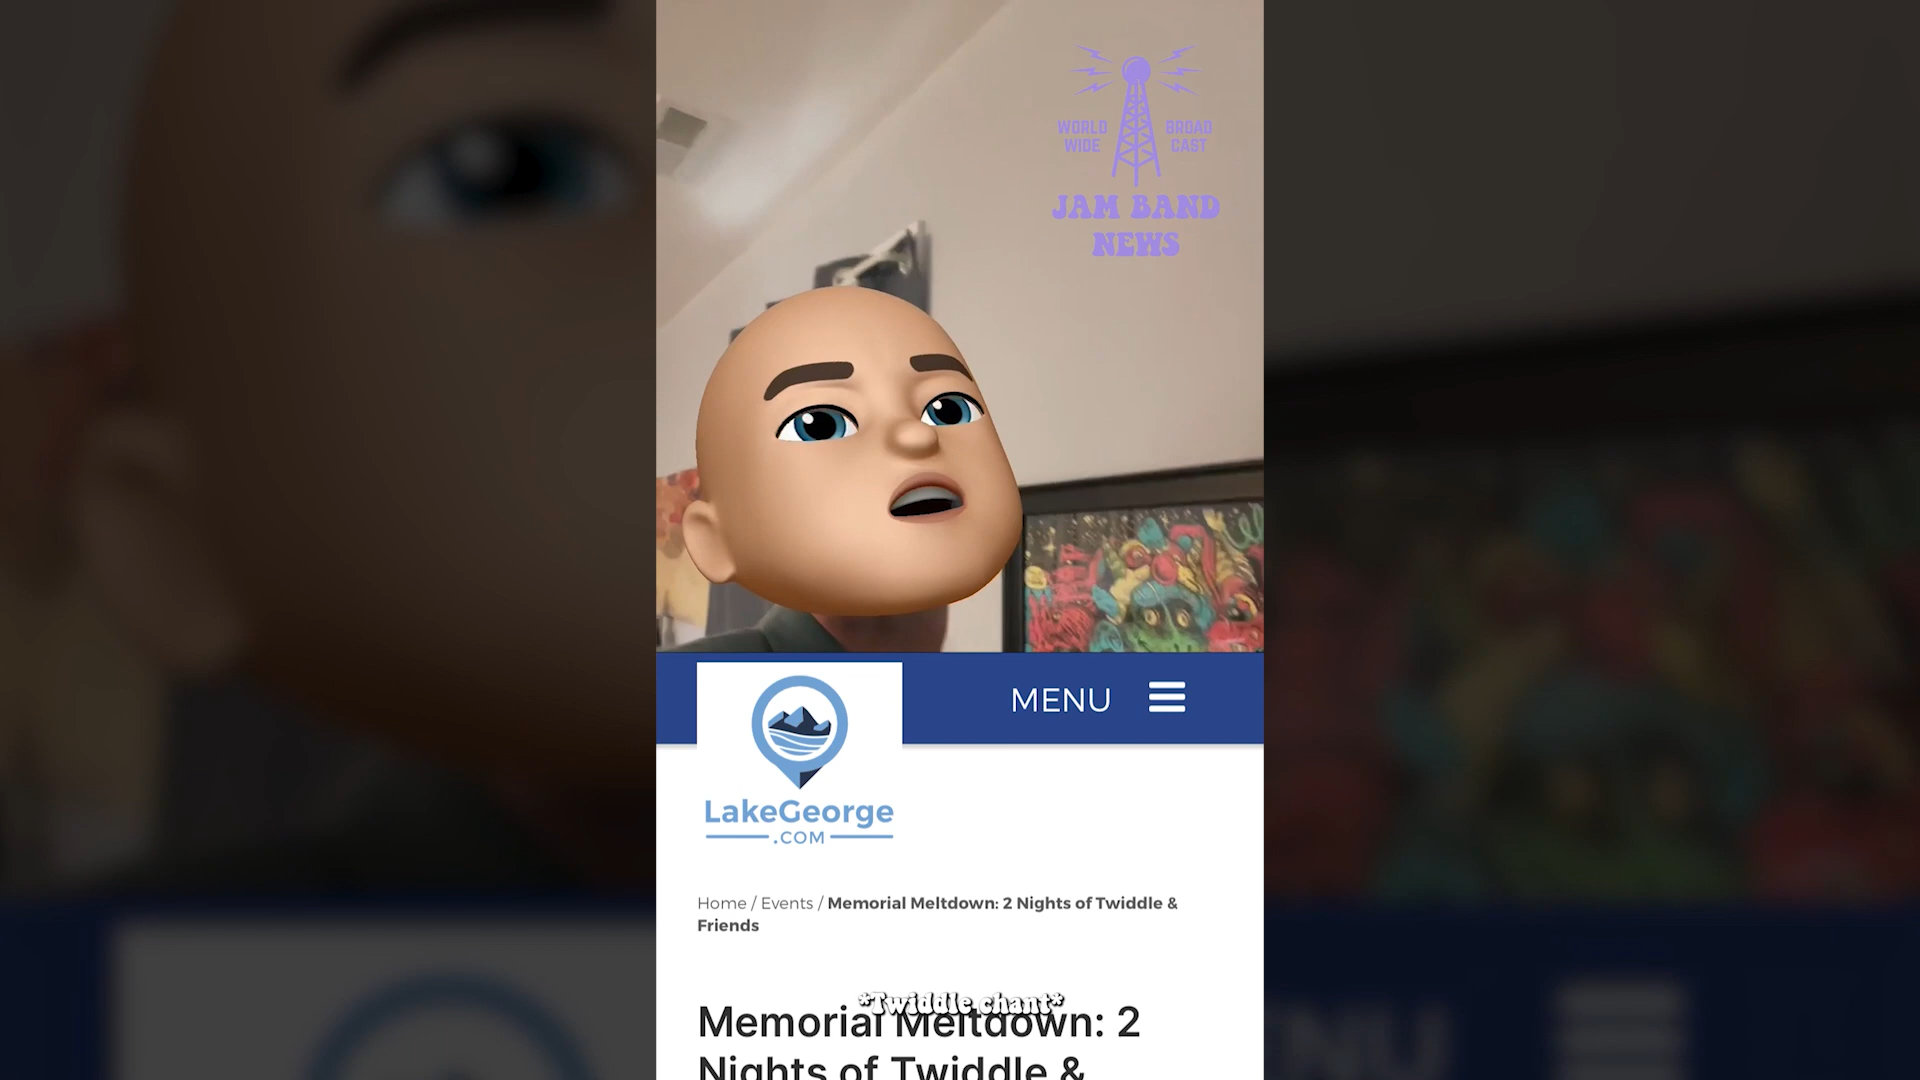 WORLD WIDE BROAD CAST
JAM BAND
NEWS
MENU
LakeGeorge
.COM
Home / Events / Memorial Meltdown: 2 Nights of Twiddle &
Friends
*Twiddle chant*
Memorial Meltdown: 2
Nights of Twiddle &